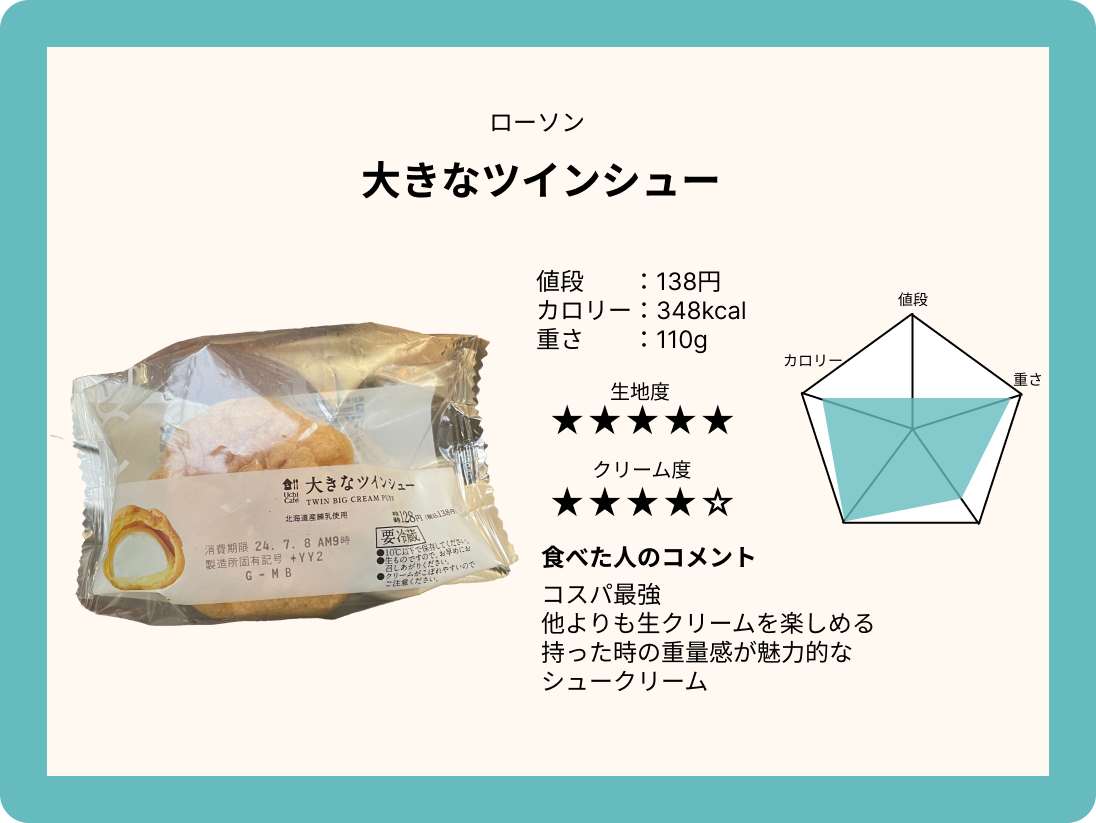 ローソン
大きなツインシュー
値段　　：138円
カロリー：348kcal
重さ　　：110g
生地度
★★★★★
クリーム度
★★★★☆
食べた人のコメント
コスパ最強
他よりも生クリームを楽しめる
持った時の重量感が魅力的な
シュークリーム
値段
カロリー
重さ
Uchi Café
大きなツインシュー
TWIN BIG CREAM PUFF
北海道産練乳使用
128円 (税込138円)
要冷蔵
●10℃以下で保存してください。
●生ものですので、お早めにお
召しあがりください。
●クリームがこぼれやすいので
ご注意ください。
消費期限 24. 7. 8 AM9時
製造所固有記号 +YY2
G - M B